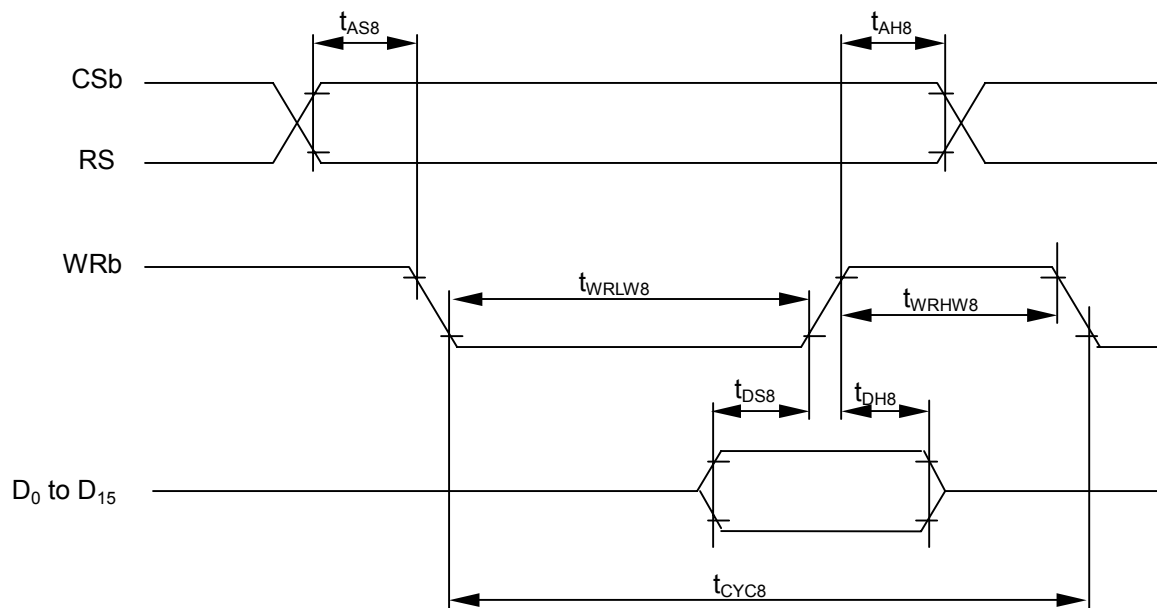 tAS8 tAH8
CSb
RS
WRb
tWRLW8
tWRHW8
tDS8 tDH8
D0 to D15
tCYC8